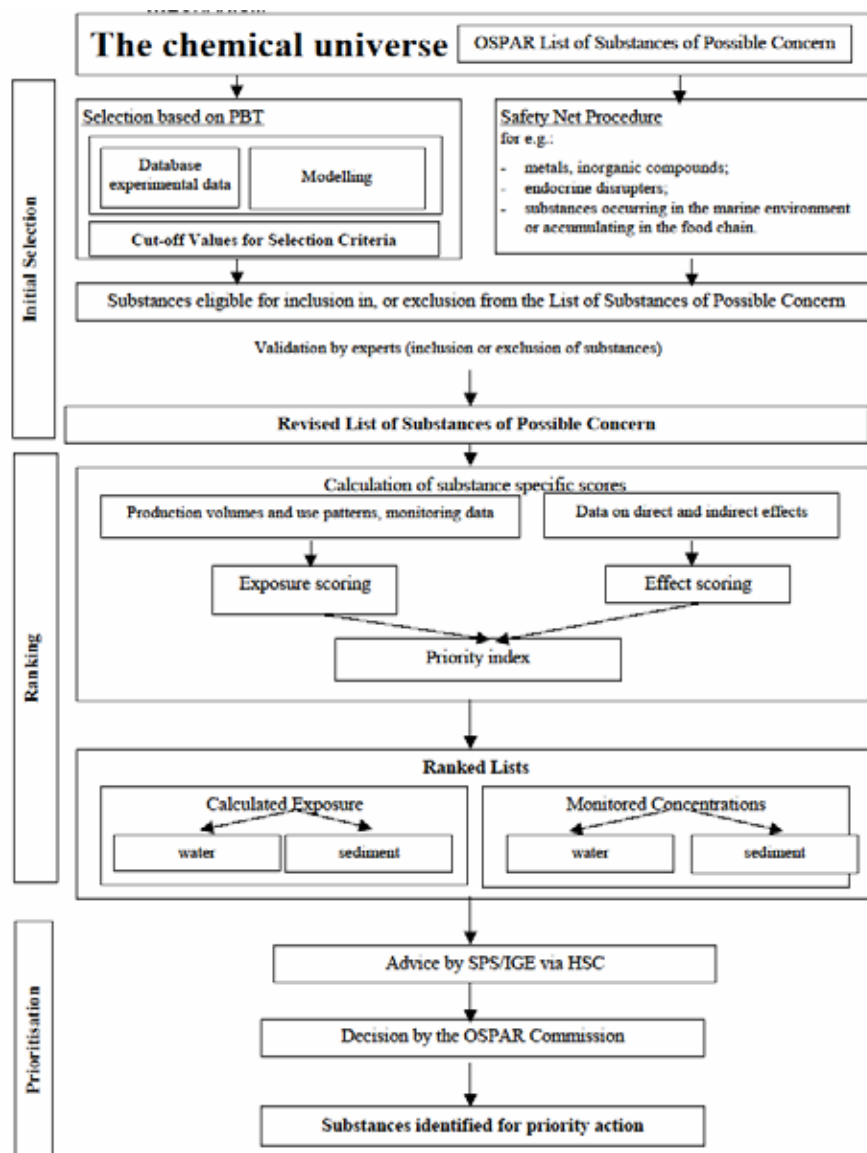 The chemical universe
OSPAR List of Substances of Possible Concern
Initial Selection
Selection based on PBT
Database
experimental data
Modelling
Cut-off Values for Selection Criteria
Safety Net Procedure
for e.g.:
- metals, inorganic compounds;
- endocrine disrupters;
- substances occurring in the marine environment
or accumulating in the food chain.
Substances eligible for inclusion in, or exclusion from the List of Substances of Possible Concern
Validation by experts (inclusion or exclusion of substances)
Revised List of Substances of Possible Concern
Ranking
Calculation of substance specific scores
Production volumes and use patterns, monitoring data
Data on direct and indirect effects
Exposure scoring
Effect scoring
Priority index
Ranked Lists
Calculated Exposure
water
sediment
Monitored Concentrations
water
sediment
Prioritisation
Advice by SPS/IGE via HSC
Decision by the OSPAR Commission
Substances identified for priority action